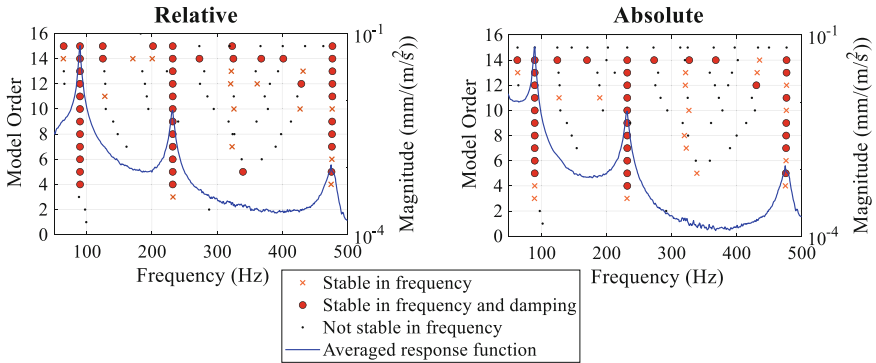 Relative
Absolute
16
14
12
10
8
6
4
2
0
Model Order
100
200
300
400
500
Frequency (Hz)
10-1
10-4
Magnitude (mm/(m/s2))
16
14
12
10
8
6
4
2
0
Model Order
100
200
300
400
500
Frequency (Hz)
10-1
10-4
Magnitude (mm/(m/s2))
Stable in frequency
Stable in frequency and damping
Not stable in frequency
Averaged response function